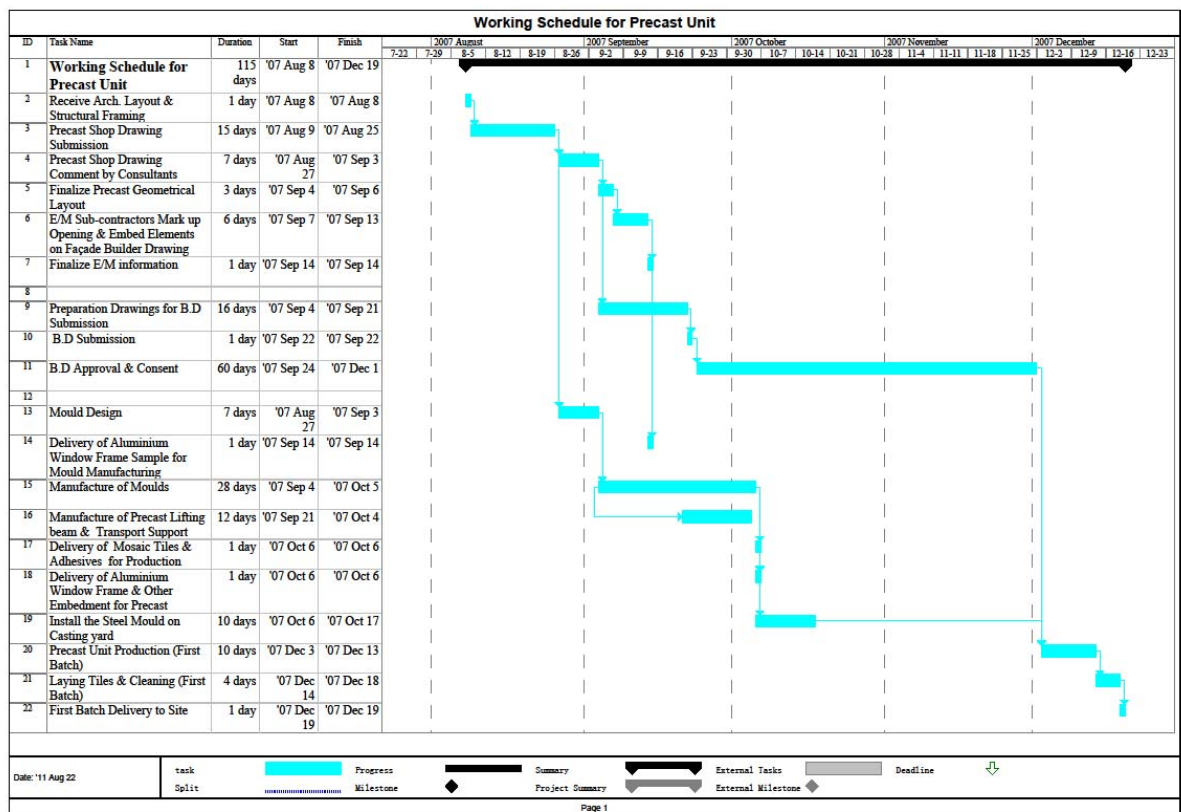 Working Schedule for Precast Unit
ID Task Name Duration Start Finish 2007 August 2007 September 2007 October 2007 November 2007 December
7-22 7-29 8-5 8-12 8-19 8-26 9-2 9-9 9-16 9-23 9-30 10-7 10-14 10-21 10-28 11-4 11-11 11-18 11-25 12-2 12-9 12-16 12-23
1 Working Schedule for 115 '07 Aug 8 '07 Dec 19
Precast Unit days
2 Receive Arch. Layout & 1 day '07 Aug 8 '07 Aug 8
Structural Framing
3 Precast Shop Drawing 15 days '07 Aug 9 '07 Aug 25
Submission
4 Precast Shop Drawing 7 days '07 Aug '07 Sep 3
Comment by Consultants 27
5 Finalize Precast Geometrical 3 days '07 Sep 4 '07 Sep 6
Layout
6 E/M Sub-contractors Mark up 6 days '07 Sep 7 '07 Sep 13
Opening & Embed Elements
on Façade Builder Drawing
7 Finalize E/M information 1 day '07 Sep 14 '07 Sep 14
8
9 Preparation Drawings for B.D 16 days '07 Sep 4 '07 Sep 21
Submission
10 B.D Submission 1 day '07 Sep 22 '07 Sep 22
11 B.D Approval & Consent 60 days '07 Sep 24 '07 Dec 1
12
13 Mould Design 7 days '07 Aug '07 Sep 3
27
14 Delivery of Aluminium 1 day '07 Sep 14 '07 Sep 14
Window Frame Sample for
Mould Manufacturing
15 Manufacture of Moulds 28 days '07 Sep 4 '07 Oct 5
16 Manufacture of Precast Lifting 12 days '07 Sep 21 '07 Oct 4
beam & Transport Support
17 Delivery of Mosaic Tiles & 1 day '07 Oct 6 '07 Oct 6
Adhesives for Production
18 Delivery of Aluminium 1 day '07 Oct 6 '07 Oct 6
Window Frame & Other
Embedment for Precast
19 Install the Steel Mould on 10 days '07 Oct 6 '07 Oct 17
Casting yard
20 Precast Unit Production (First 10 days '07 Dec 3 '07 Dec 13
Batch)
21 Laying Tiles & Cleaning (First 4 days '07 Dec '07 Dec 18
Batch) 14
22 First Batch Delivery to Site 1 day '07 Dec '07 Dec 19
19
Date: '11 Aug 22
task Progress Summary External Tasks Deadline
Split Milestone Project Summary External Milestone
Page 1